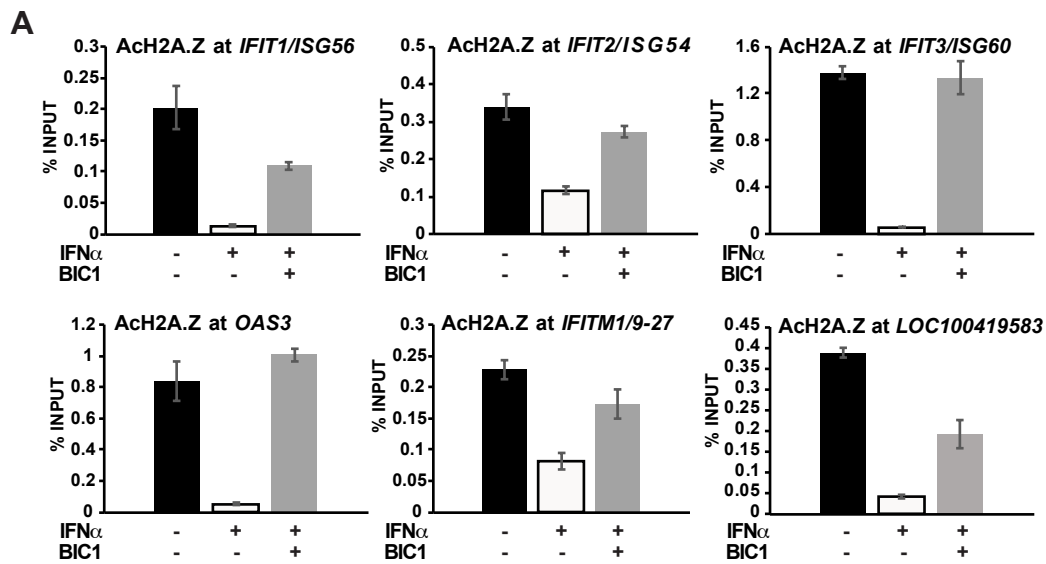 A
AcH2A.Z at IFIT1/ISG56
% INPUT
0.3
0.25
0.2
0.15
0.1
0.05
0
IFNα - + +
BIC1 - - +
AcH2A.Z at IFIT2/ISG54
% INPUT
0.5
0.4
0.3
0.2
0.1
0
IFNα - + +
BIC1 - - +
AcH2A.Z at IFIT3/ISG60
% INPUT
1.6
1.2
0.8
0.4
0
- + +
- - +
AcH2A.Z at OAS3
% INPUT
1.2
1
0.8
0.6
0.4
0.2
0
IFNα - + +
BIC1 - - +
AcH2A.Z at IFITM1/9-27
% INPUT
0.3
0.25
0.2
0.15
0.1
0.05
0
IFNα - + +
BIC1 - - +
AcH2A.Z at LOC100419583
% INPUT
0.45
0.4
0.35
0.3
0.25
0.2
0.15
0.1
0.05
0
IFNα - + +
BIC1 - - +